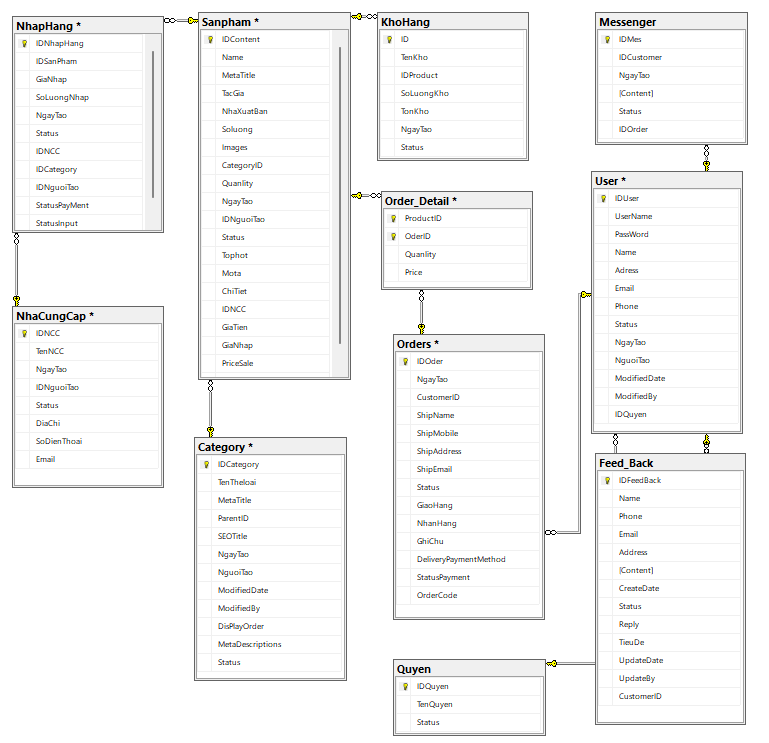 NhapHang *
IDNhapHang
IDSanPham
GiaNhap
SoLuongNhap
NgayTao
Status
IDNCC
IDCategory
IDNguoiTao
StatusPayMent
StatusInput
Sanpham *
IDContent
Name
MetaTitle
TacGia
NhaXuatBan
Soluong
Images
CategoryID
Quanlity
NgayTao
IDNguoiTao
Status
Tophot
Mota
ChiTiet
IDNCC
GiaTien
GiaNhap
PriceSale
KhoHang
ID
TenKho
IDProduct
SoLuongKho
TonKho
NgayTao
Status
Messenger
IDMes
IDCustomer
NgayTao
[Content]
Status
IDOrder
Order_Detail *
ProductID
OderID
Quanlity
Price
User *
IDUser
UserName
PassWord
Name
Adress
Email
Phone
Status
NgayTao
NguoiTao
ModifiedDate
ModifiedBy
IDQuyen
NhaCungCap *
IDNCC
TenNCC
NgayTao
IDNguoiTao
Status
DiaChi
SoDienThoai
Email
Orders *
IDOder
NgayTao
CustomerID
ShipName
ShipMobile
ShipAddress
ShipEmail
Status
GiaoHang
NhanHang
GhiChu
DeliveryPaymentMethod
StatusPayment
OrderCode
Category *
IDCategory
TenTheloai
MetaTitle
ParentID
SEOTitle
NgayTao
NguoiTao
ModifiedDate
ModifiedBy
DisPlayOrder
MetaDescriptions
Status
Feed_Back
IDFeedBack
Name
Phone
Email
Address
[Content]
CreateDate
Status
Reply
TieuDe
UpdateDate
UpdateBy
CustomerID
Quyen
IDQuyen
TenQuyen
Status